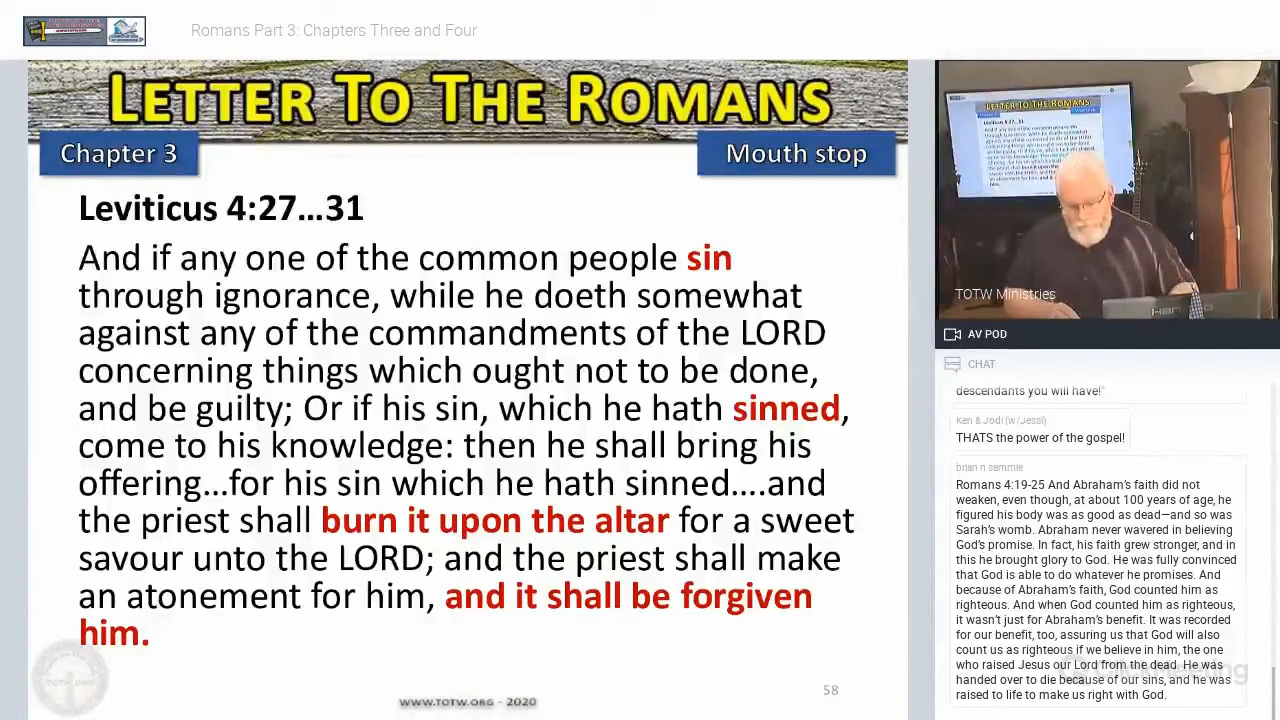 Romans Part 3: Chapters Three and Four
LETTER TO THE ROMANS
Chapter 3
Mouth stop
Leviticus 4:27...31
And if any one of the common people sin
through ignorance, while he doeth somewhat
against any of the commandments of the LORD
concerning things which ought not to be done,
and be guilty; Or if his sin, which he hath sinned,
come to his knowledge: then he shall bring his
offering...for his sin which he hath sinned....and
the priest shall burn it upon the altar for a sweet
savour unto the LORD; and the priest shall make
an atonement for him, and it shall be forgiven
him.
TOTW.ORG
WWW.TOTW.ORG - 2020
58
LETTER TO THE ROMANS
Leviticus 4:27...31
TOTW Ministries
AV POD
CHAT
descendants you will have!"
Ken & Jodi (w/Jessi)
THATS the power of the gospel!
brian n sammie
Romans 4:19-25 And Abraham's faith did not
weaken, even though, at about 100 years of age, he
figured his body was as good as dead—and so was
Sarah's womb. Abraham never wavered in believing
God's promise. In fact, his faith grew stronger, and in
this he brought glory to God. He was fully convinced
that God is able to do whatever he promises. And
because of Abraham's faith, God counted him as
righteous. And when God counted him as righteous,
it wasn't just for Abraham's benefit. It was recorded
for our benefit, too, assuring us that God will also
count us as righteous if we believe in him, the one
who raised Jesus our Lord from the dead. He was
handed over to die because of our sins, and he was
raised to life to make us right with God.